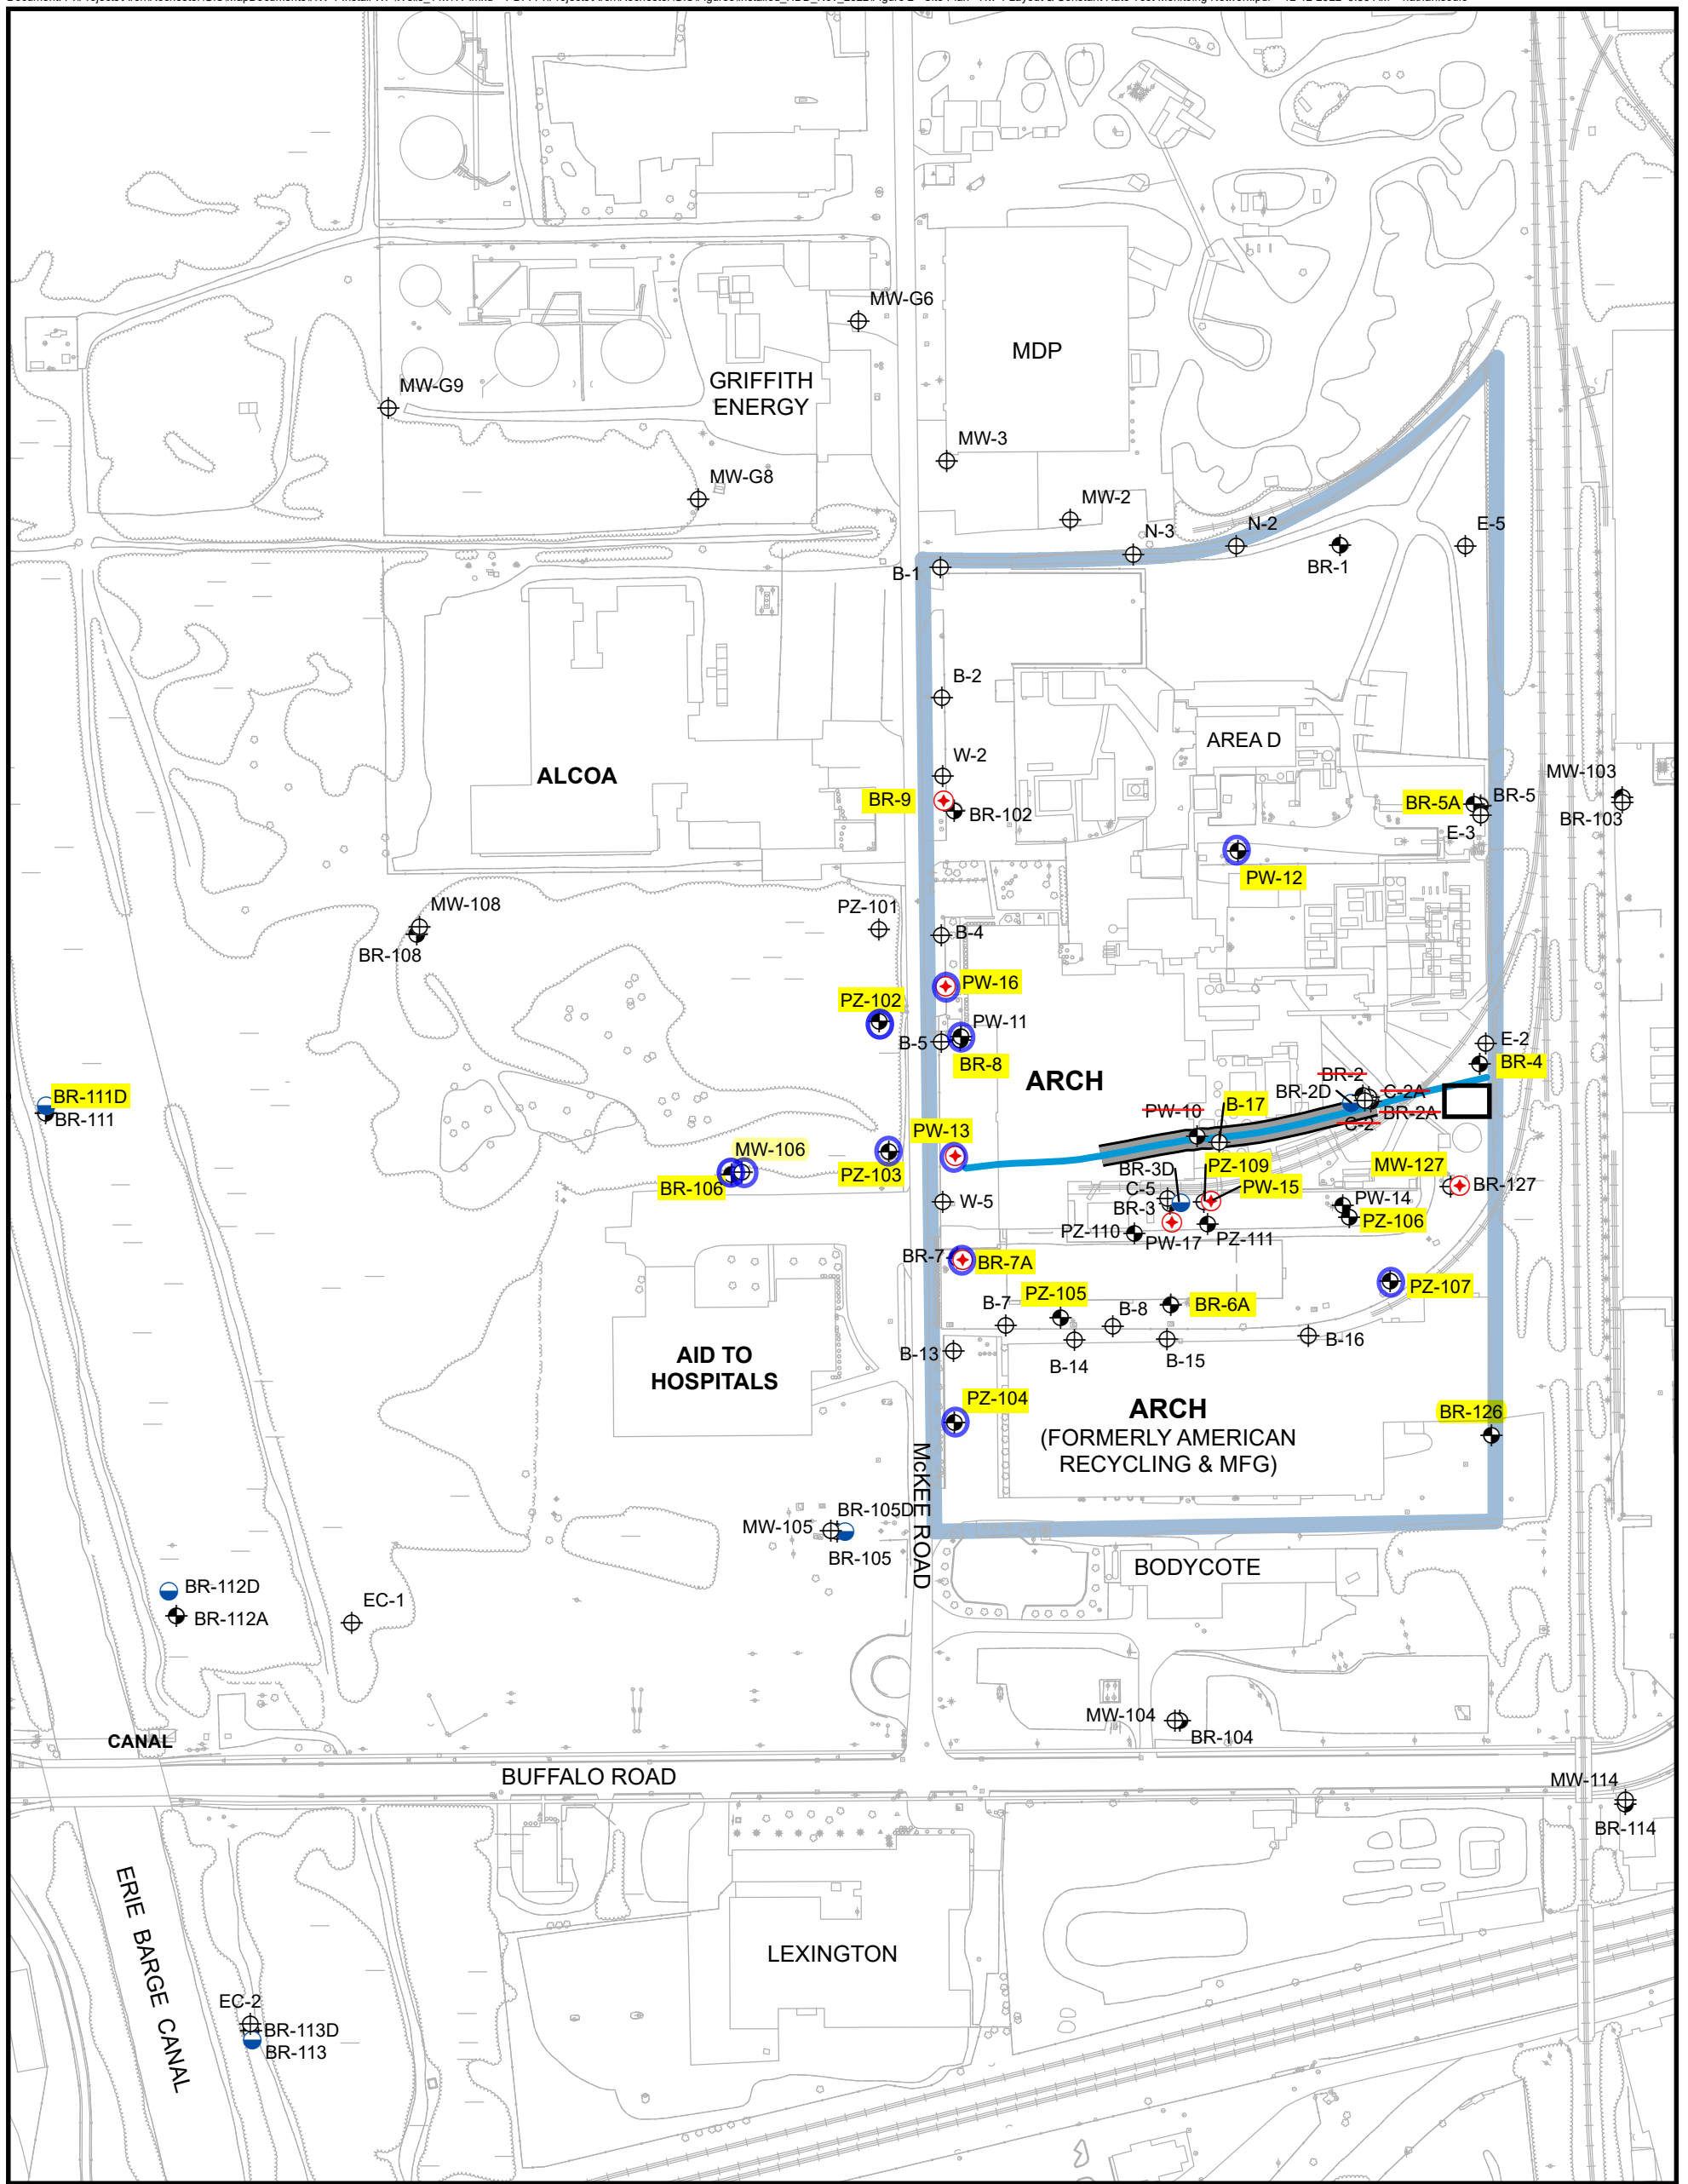 MW-G6
MDP
GRIFFITH
ENERGY
MW-G9
MW-3
MW-G8
MW-2
N-3
N-2
E-5
BR-1
B-1
B-2
AREA D
W-2
ALCOA
MW-103
BR-9
BR-102
BR-5A
BR-5
E-3
BR-103
PW-12
MW-108
PZ-101
B-4
BR-108
PW-16
PZ-102
PW-11
B-5
E-2
BR-8
BR-4
ARCH
BR-2
BR-2D
C-2A
BR-111D
BR-111
PW-10
B-17
BR-2A
C-2
PW-13
MW-106
PZ-103
BR-106
BR-3D
PZ-109
MW-127
C-5
PW-15
BR-127
W-5
BR-3
PW-14
PZ-106
PZ-110
PW-17
PZ-111
BR-7
BR-7A
PZ-107
B-7
PZ-105
B-8
BR-6A
B-13
B-14
B-15
B-16
AID TO
HOSPITALS
PZ-104
ARCH
(FORMERLY AMERICAN
RECYCLING & MFG)
BR-126
McKEE ROAD
BR-105D
MW-105
BR-105
BODYCOTE
BR-112D
BR-112A
EC-1
MW-104
BR-104
CANAL
BUFFALO ROAD
MW-114
BR-114
ERIE BARGE CANAL
LEXINGTON
EC-2
BR-113D
BR-113